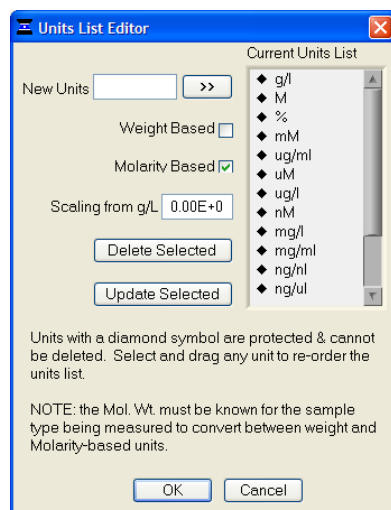 Units List Editor
Current Units List
New Units
>>
Weight Based
Molarity Based
Scaling from g/L 0.00E+0
Delete Selected
Update Selected
g/l
M
%
mM
ug/ml
uM
ug/l
nM
mg/l
mg/ml
ng/nl
ng/ul
Units with a diamond symbol are protected & cannot
be deleted. Select and drag any unit to re-order the
units list.
NOTE: the Mol. Wt. must be known for the sample
type being measured to convert between weight and
Molarity-based units.
OK
Cancel